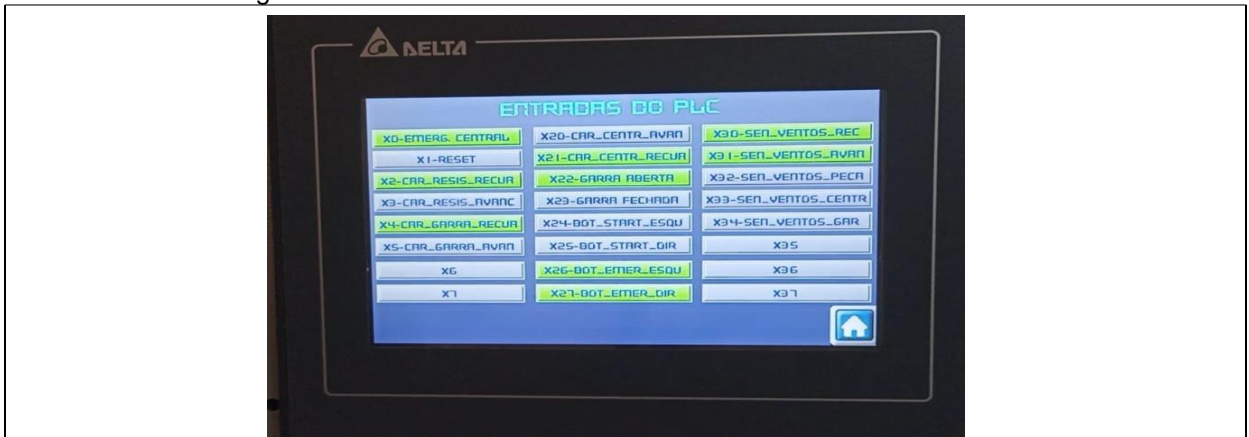 DELTA
ENTRADAS DO PLC
X0-EMERG. CENTRAL
X1-RESET
X2-CAR_RESIS_RECUA
X3-CAR_RESIS_AVANC
X4-CAR_GARRA_RECUA
X5-CAR_GARRA_AVAN
X6
X7
X20-CAR_CENTR_AVAN
X21-CAR_CENTR_RECUA
X22-GARRA ABERTA
X23-GARRA FECHADA
X24-BOT_START_ESQU
X25-BOT_START_DIR
X26-BOT_EMER_ESQU
X27-BOT_EMER_DIR
X30-SEN_VENTOS_REC
X31-SEN_VENTOS_AVAN
X32-SEN_VENTOS_PECA
X33-SEN_VENTOS_CENTR
X34-SEN_VENTOS_GAR
X35
X36
X37